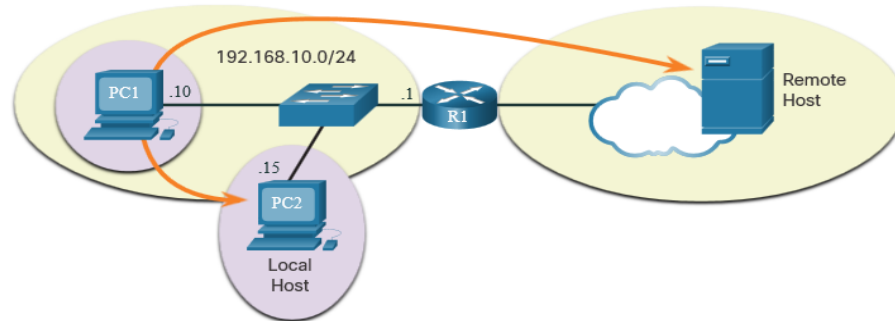 192.168.10.0/24
PC1
.10
.1
R1
Remote
Host
.15
PC2
Local
Host